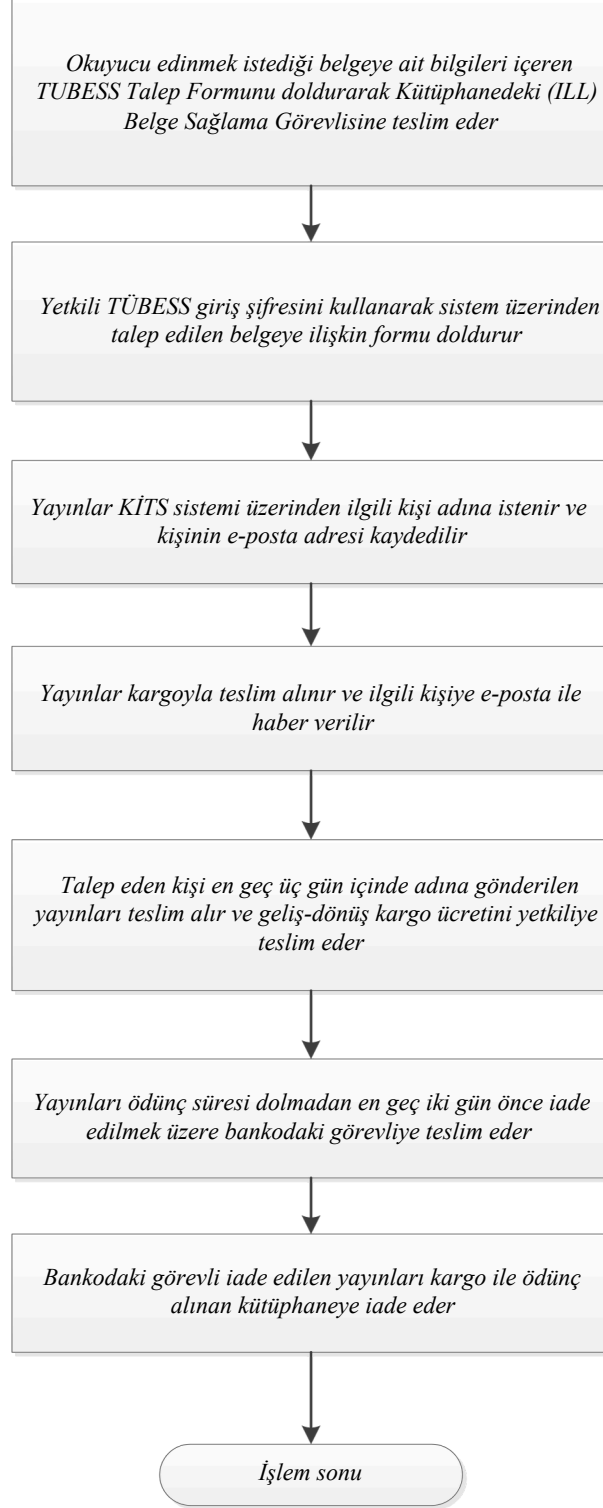 Okuyucu edinmek istediği belgeye ait bilgileri içeren
TUBESS Talep Formunu doldurarak Kütüphanedeki (ILL)
Belge Sağlama Görevlisine teslim eder
Yetkili TÜBESS giriş şifresini kullanarak sistem üzerinden
talep edilen belgeye ilişkin formu doldurur
Yayınlar KİTS sistemi üzerinden ilgili kişi adına istenir ve
kişinin e-posta adresi kaydedilir
Yayınlar kargoyla teslim alınır ve ilgili kişiye e-posta ile
haber verilir
Talep eden kişi en geç üç gün içinde adına gönderilen
yayınları teslim alır ve geliş-dönüş kargo ücretini yetkiliye
teslim eder
Yayınları ödünç süresi dolmadan en geç iki gün önce iade
edilmek üzere bankodaki görevliye teslim eder
Bankodaki görevli iade edilen yayınları kargo ile ödünç
alınan kütüphaneye iade eder
İşlem sonu